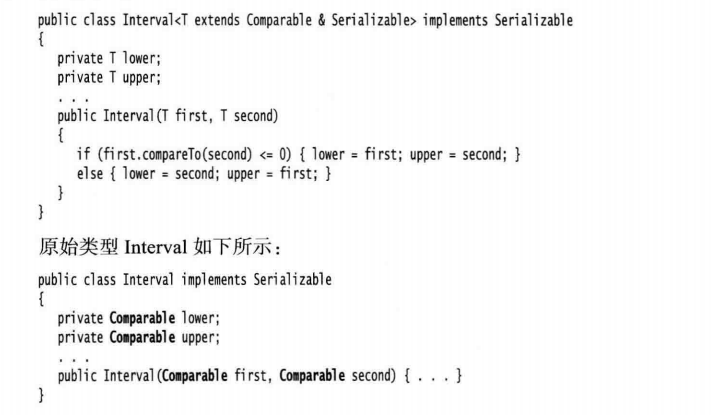 public class Interval<T extends Comparable & Serializable> implements Serializable
{
private T lower;
private T upper;
. . .
public Interval(T first, T second)
{
if (first.compareTo(second) <= 0) { lower = first; upper = second; }
else { lower = second; upper = first; }
}
}
原始类型 Interval 如下所示：
public class Interval implements Serializable
{
private Comparable lower;
private Comparable upper;
. . .
public Interval(Comparable first, Comparable second) { . . . }
}